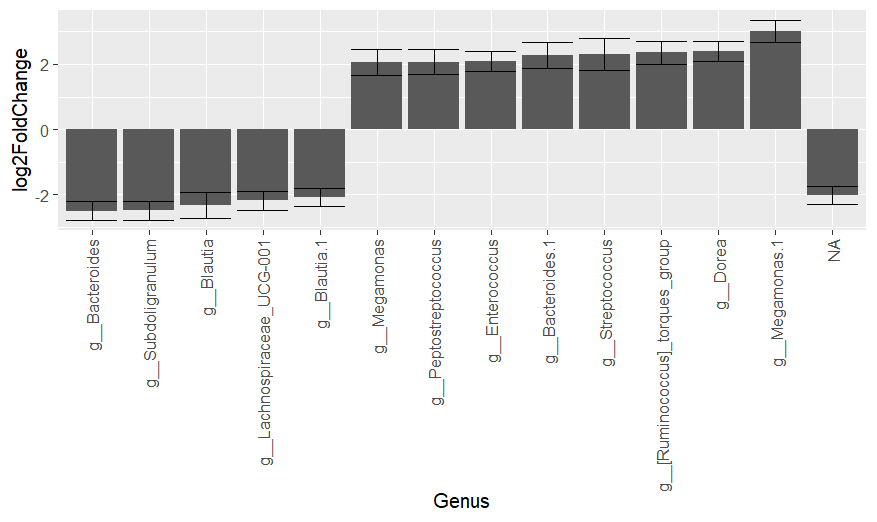 log2FoldChange
2
0
-2
g__Bacteroides
g__Subdoligranulum
g__Blautia
g__Lachnospiraceae_UCG-001
g__Blautia.1
g__Megamonas
g__Peptostreptococcus
g__Enterococcus
g__Bacteroides.1
g__Streptococcus
g__[Ruminococcus]_torques_group
g__Dorea
g__Megamonas.1
NA
Genus